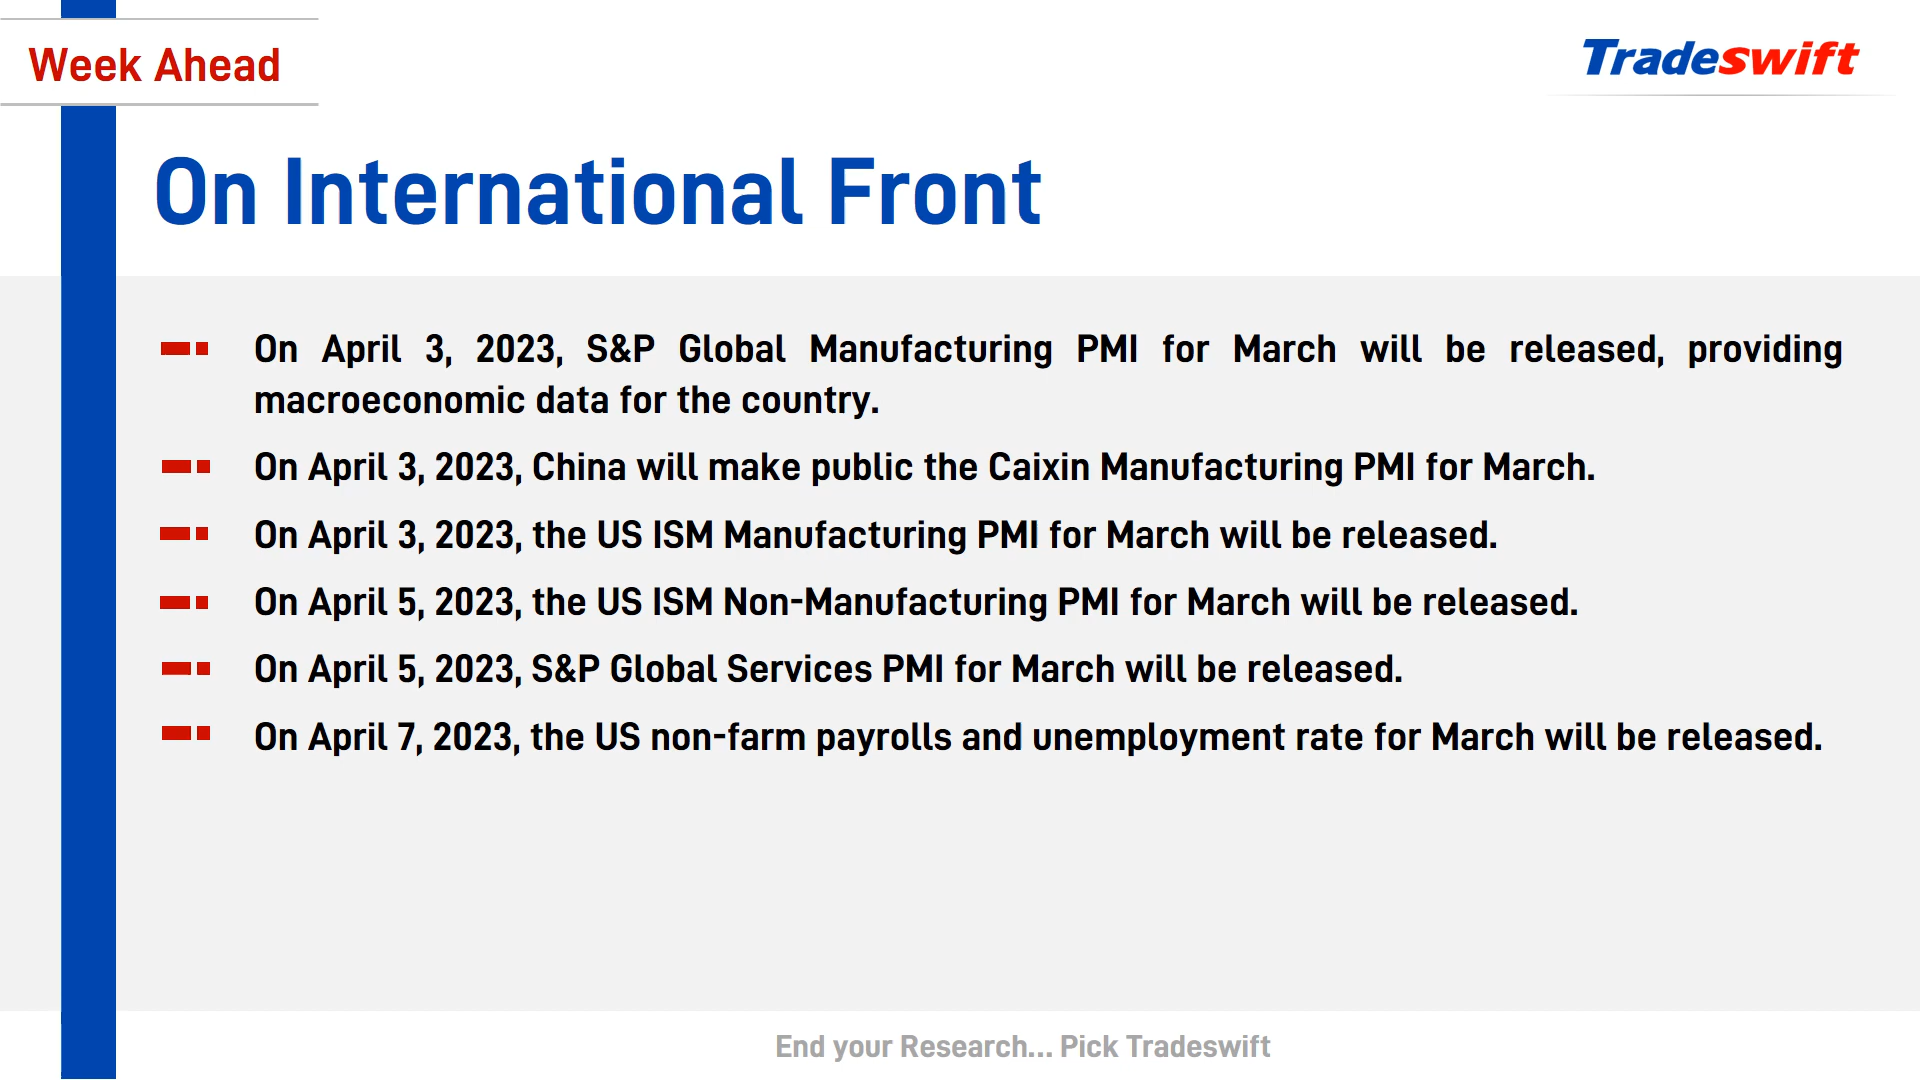 Week Ahead
Tradeswift
On International Front
On April 3, 2023, S&P Global Manufacturing PMI for March will be released, providing
macroeconomic data for the country.
On April 3, 2023, China will make public the Caixin Manufacturing PMI for March.
On April 3, 2023, the US ISM Manufacturing PMI for March will be released.
On April 5, 2023, the US ISM Non-Manufacturing PMI for March will be released.
On April 5, 2023, S&P Global Services PMI for March will be released.
On April 7, 2023, the US non-farm payrolls and unemployment rate for March will be released.
End your Research... Pick Tradeswift